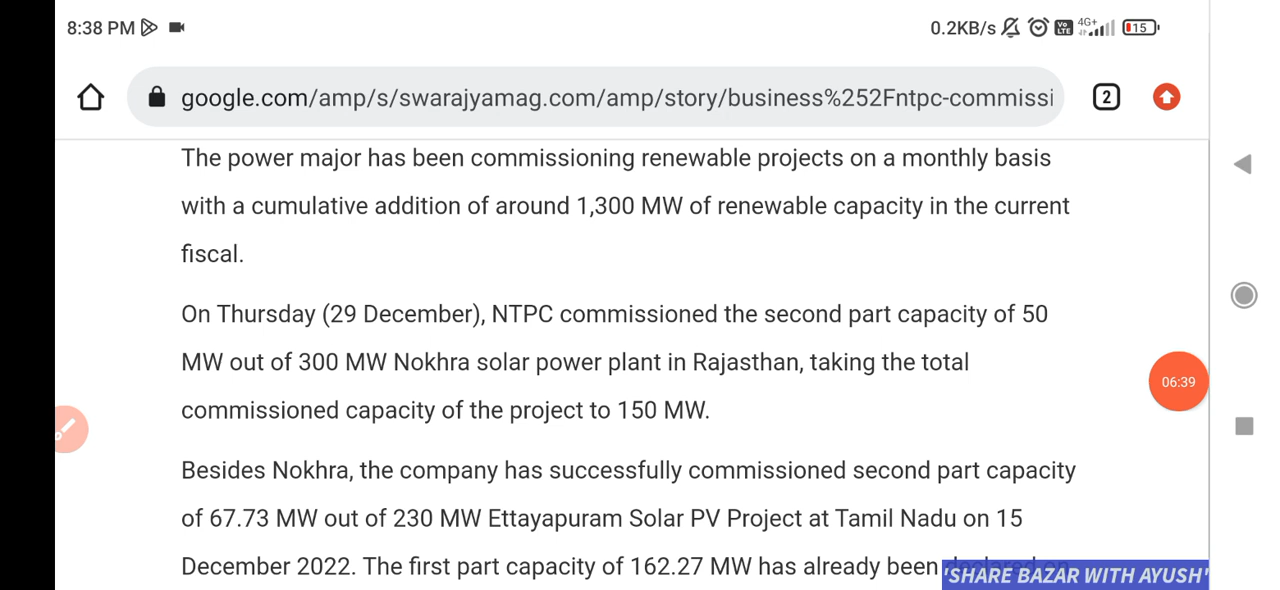 8:38 PM
0.2KB/s
Vo LTE
4G+
15
google.com/amp/s/swarajyamag.com/amp/story/business%252Fntpc-commissi
2
The power major has been commissioning renewable projects on a monthly basis
with a cumulative addition of around 1,300 MW of renewable capacity in the current
fiscal.
On Thursday (29 December), NTPC commissioned the second part capacity of 50
MW out of 300 MW Nokhra solar power plant in Rajasthan, taking the total
06:39
commissioned capacity of the project to 150 MW.
Besides Nokhra, the company has successfully commissioned second part capacity
of 67.73 MW out of 230 MW Ettayapuram Solar PV Project at Tamil Nadu on 15
December 2022. The first part capacity of 162.27 MW has already been declared on
'SHARE BAZAR WITH AYUSH'